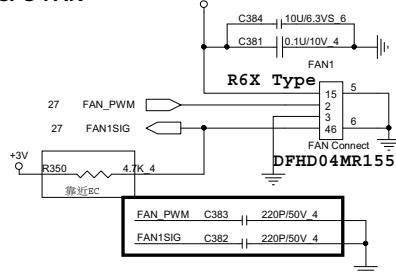 C384 10U/6.3VS_6
C381 0.1U/10V_4
FAN1
R6X Type
27 FAN_PWM
27 FAN1SIG
15
2
3
46
5
6
FAN Connect
DFHD04MR155
+3V
R350 4.7K_4
靠近EC
FAN_PWM C383 220P/50V_4
FAN1SIG C382 220P/50V_4